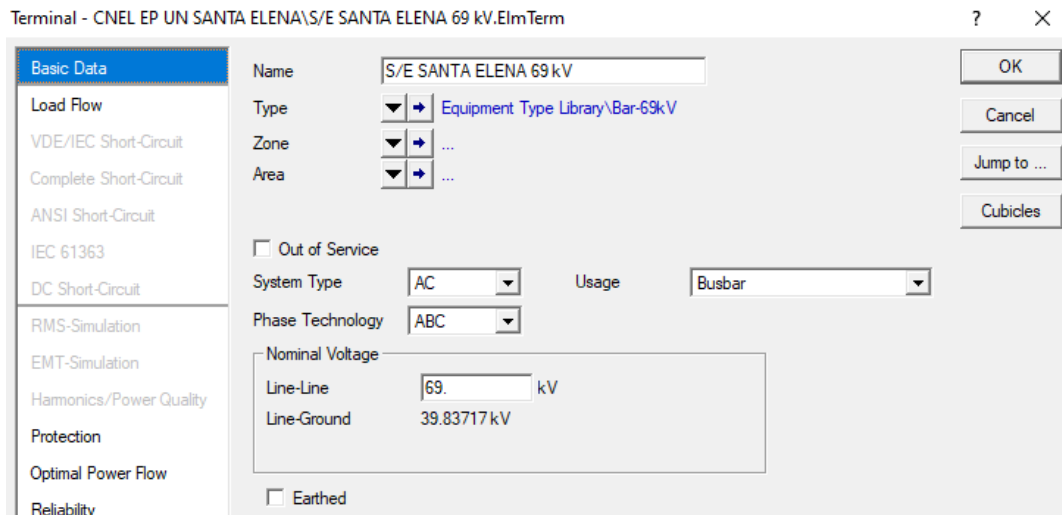 Terminal - CNEL EP UN SANTA ELENA\S/E SANTA ELENA 69 kV.ElmTerm
?
Basic Data
Load Flow
VDE/IEC Short-Circuit
Complete Short-Circuit
ANSI Short-Circuit
IEC 61363
DC Short-Circuit
RMS-Simulation
EMT-Simulation
Harmonics/Power Quality
Protection
Optimal Power Flow
Reliability
Name S/E SANTA ELENA 69 kV
Type Equipment Type Library\Bar-69kV
Zone ...
Area ...
Out of Service
System Type AC Usage Busbar
Phase Technology ABC
Nominal Voltage
Line-Line 69. kV
Line-Ground 39.83717 kV
Earthed
OK
Cancel
Jump to ...
Cubicles